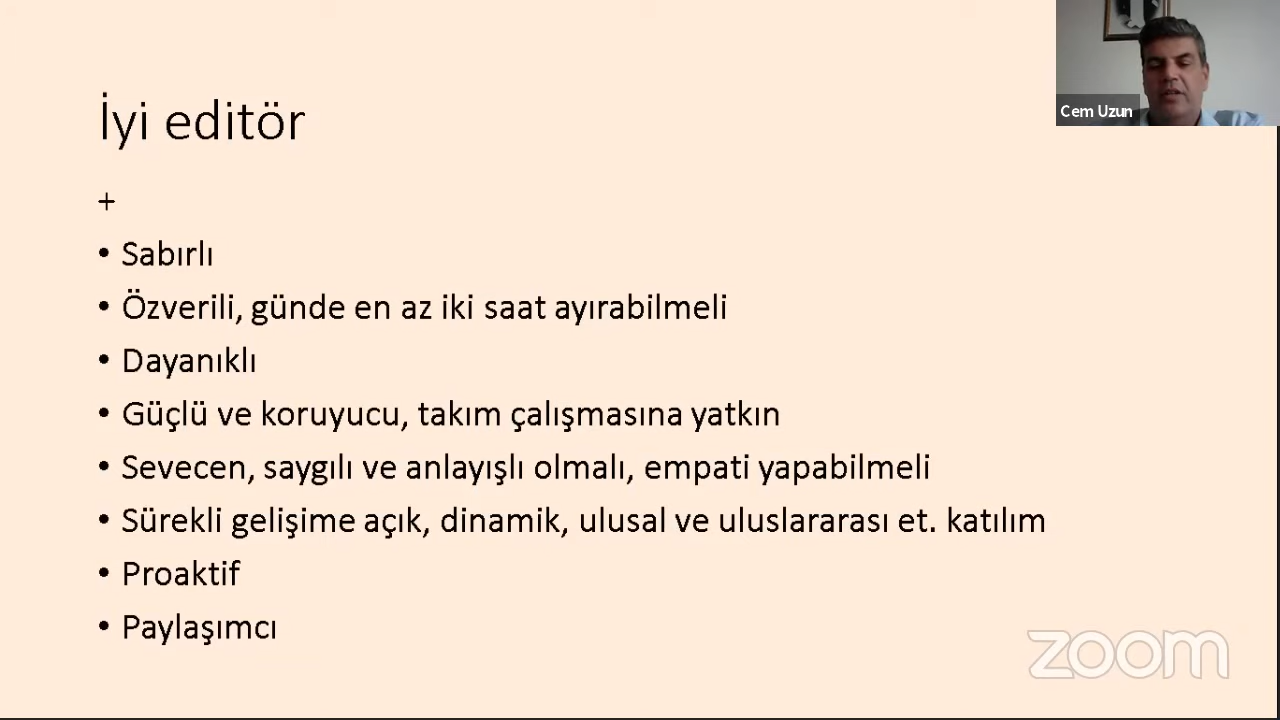 İyi editör
+
• Sabırlı
• Özverili, günde en az iki saat ayırabilmeli
• Dayanıklı
• Güçlü ve koruyucu, takım çalışmasına yatkın
• Sevecen, saygılı ve anlayışlı olmalı, empati yapabilmeli
• Sürekli gelişime açık, dinamik, ulusal ve uluslararası et. katılım
• Proaktif
• Paylaşımcı
Cem Uzun
zoom